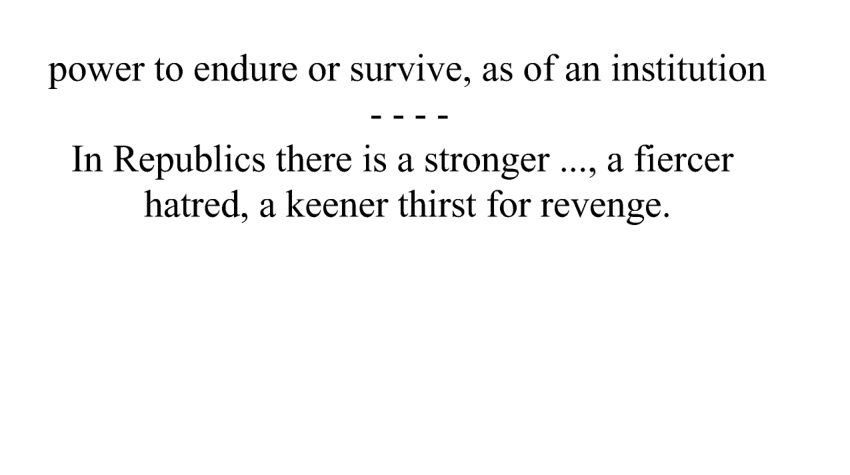 power to endure or survive, as of an institution
- - - -
In Republics there is a stronger ..., a fiercer
hatred, a keener thirst for revenge.